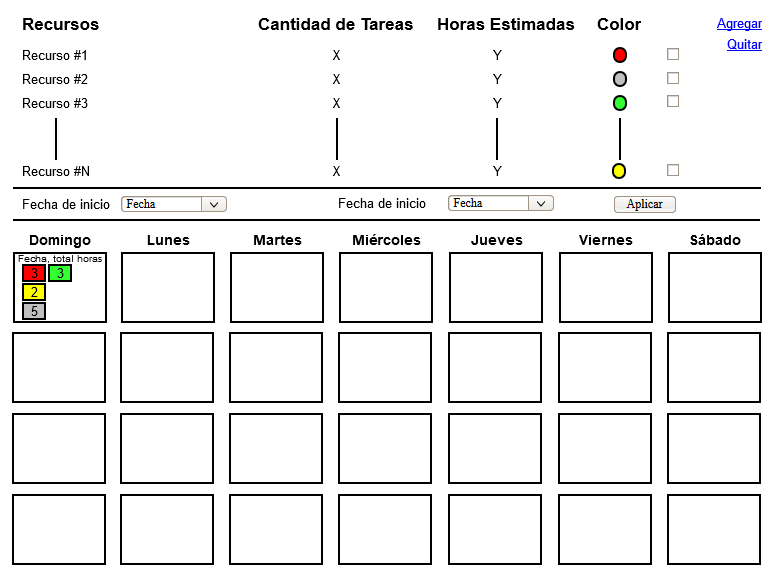 Recursos Cantidad de Tareas Horas Estimadas Color Agregar
Quitar
Recurso #1 X Y
Recurso #2 X Y
Recurso #3 X Y
Recurso #N X Y
Fecha de inicio Fecha Fecha de inicio Fecha Aplicar
Domingo Lunes Martes Miércoles Jueves Viernes Sábado
Fecha, total horas
3 3
2
5